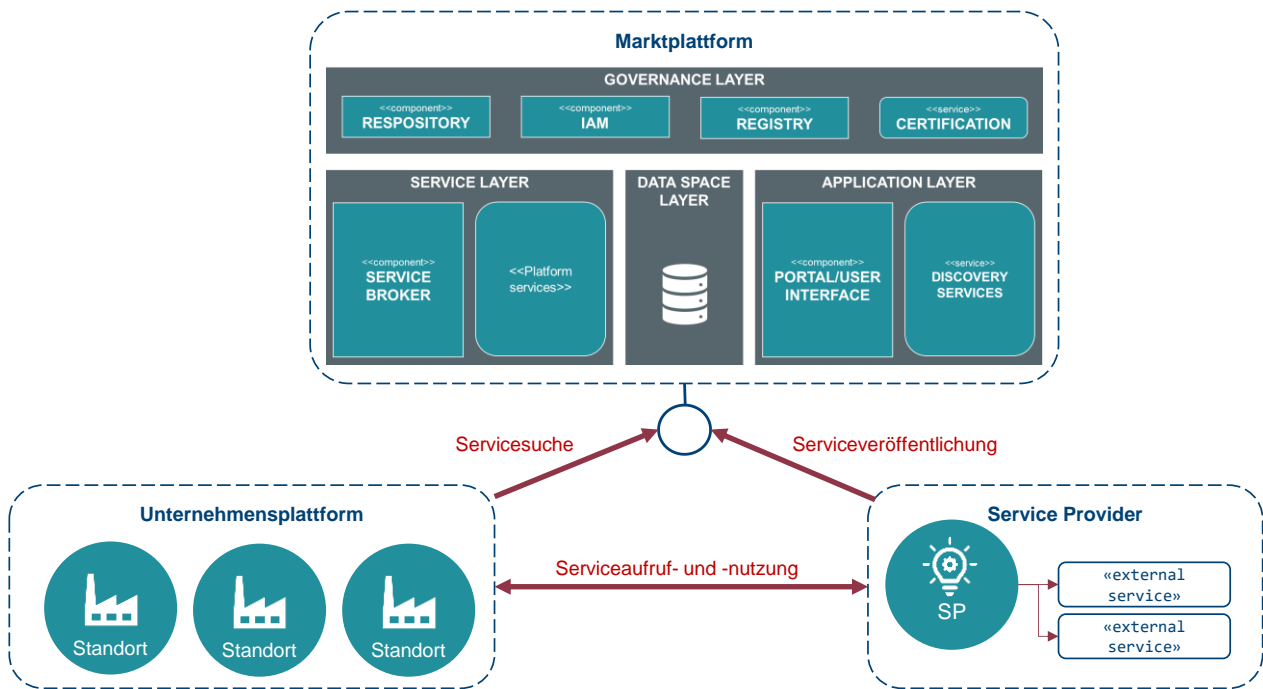 Marktplattform
GOVERNANCE LAYER
<<component>>
RESPOSITORY
<<component>>
IAM
<<component>>
REGISTRY
<<service>>
CERTIFICATION
SERVICE LAYER
<<component>>
SERVICE
BROKER
<<Platform
services>>
DATA SPACE
LAYER
APPLICATION LAYER
<<component>>
PORTAL/USER
INTERFACE
<<service>>
DISCOVERY
SERVICES
Servicesuche
Serviceveröffentlichung
Unternehmensplattform
Standort
Standort
Standort
Serviceaufruf- und -nutzung
Service Provider
SP
«external
service»
«external
service»